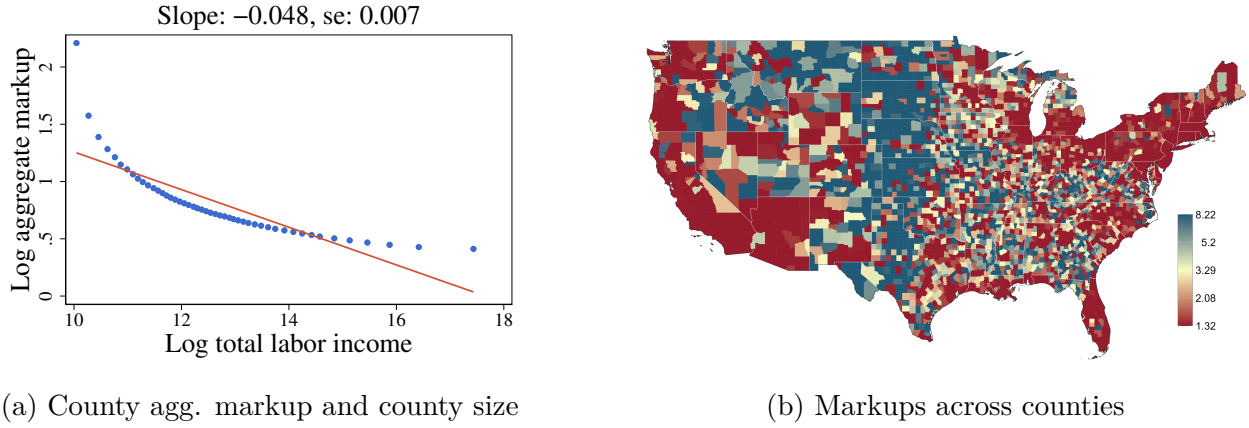 Slope: −0.048, se: 0.007
Log aggregate markup
2
1.5
1
.5
0
10 12 14 16 18
Log total labor income
(a) County agg. markup and county size
8.22
5.2
3.29
2.08
1.32
(b) Markups across counties